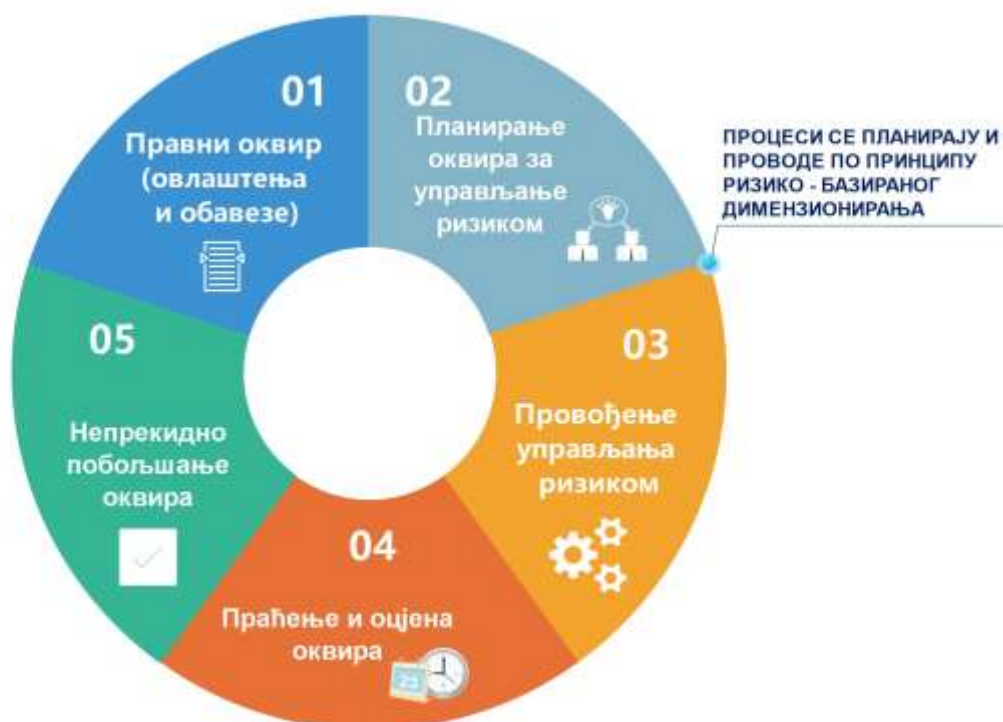 01
Правни оквир
(овлаштења
и обавезе)
02
Планирање
оквира за
управљање
ризиком
ПРОЦЕСИ СЕ ПЛАНИРАЈУ И
ПРОВОДЕ ПО ПРИНЦИПУ
РИЗИКО - БАЗИРАНОГ
ДИМЕНЗИОНИРАЊА
03
Провођење
управљања
ризиком
04
Праћење и оцјена
оквира
05
Непрекидно
побољшање
оквира